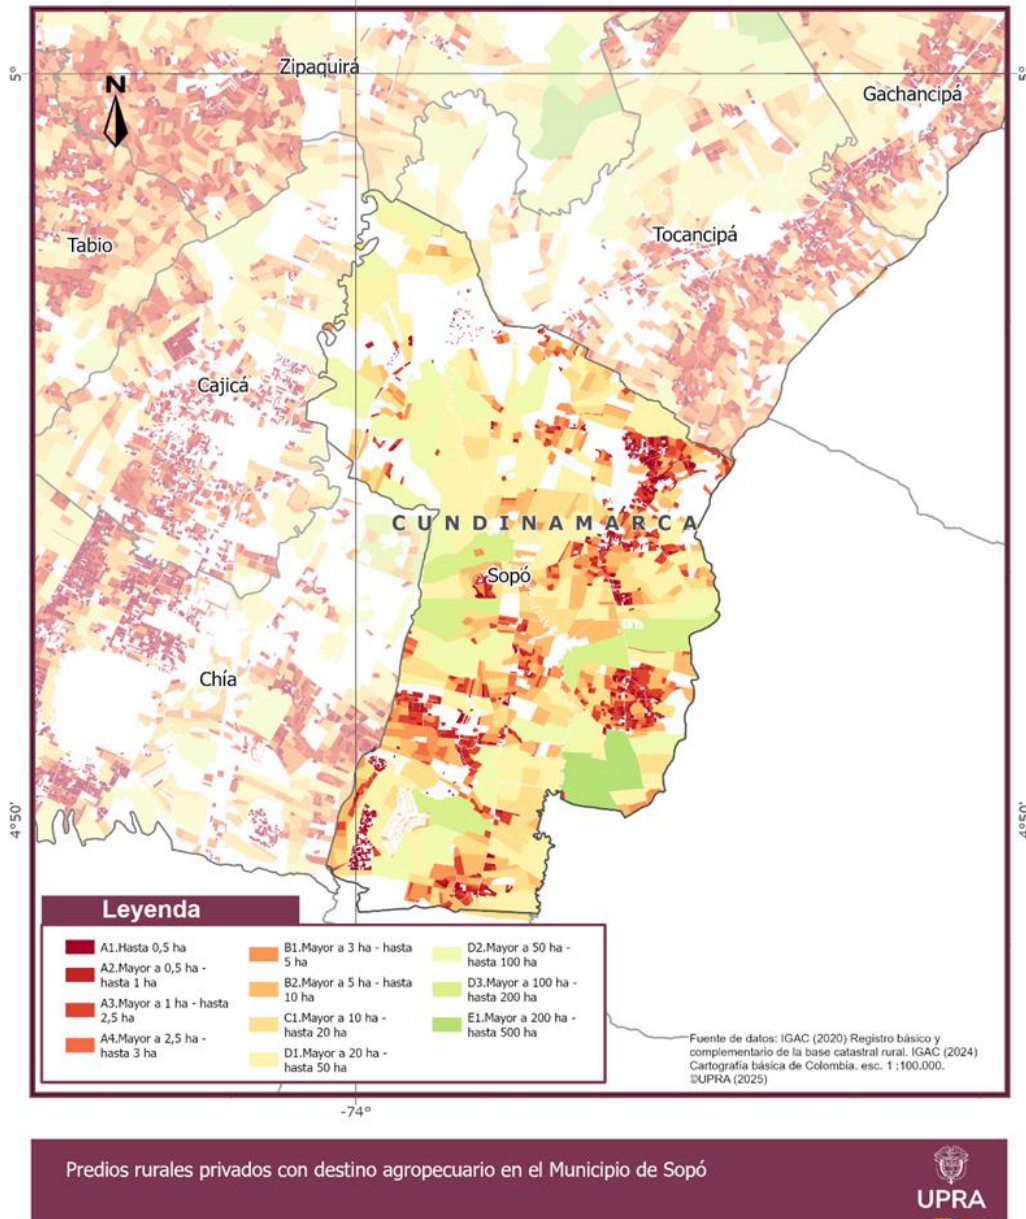 Zipaquirá
5°
5°
N
Gachancipá
Tabio
Tocancipá
Cajicá
CUNDINAMARCA
Sopó
Chía
4°50'
4°50'
Leyenda
A1.Hasta 0,5 ha
A2.Mayor a 0,5 ha -
hasta 1 ha
A3.Mayor a 1 ha - hasta
2,5 ha
A4.Mayor a 2,5 ha -
hasta 3 ha
B1.Mayor a 3 ha - hasta
5 ha
B2.Mayor a 5 ha - hasta
10 ha
C1.Mayor a 10 ha -
hasta 20 ha
D1.Mayor a 20 ha -
hasta 50 ha
D2.Mayor a 50 ha -
hasta 100 ha
D3.Mayor a 100 ha -
hasta 200 ha
E1.Mayor a 200 ha -
hasta 500 ha
Fuente de datos: IGAC (2020) Registro básico y
complementario de la base catastral rural. IGAC (2024)
Cartografía básica de Colombia. esc. 1 :100.000.
©UPRA (2025)
-74°
Predios rurales privados con destino agropecuario en el Municipio de Sopó
UPRA